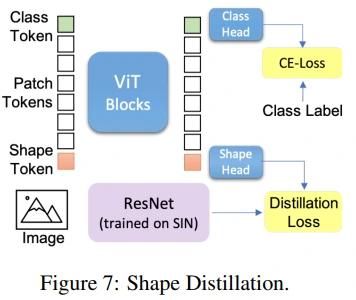 Class
Token
Class
Head
CE-Loss
Patch
Tokens
ViT
Blocks
Class Label
Shape
Token
Shape
Head
ResNet
(trained on SIN)
Distillation
Loss
Image
Figure 7: Shape Distillation.